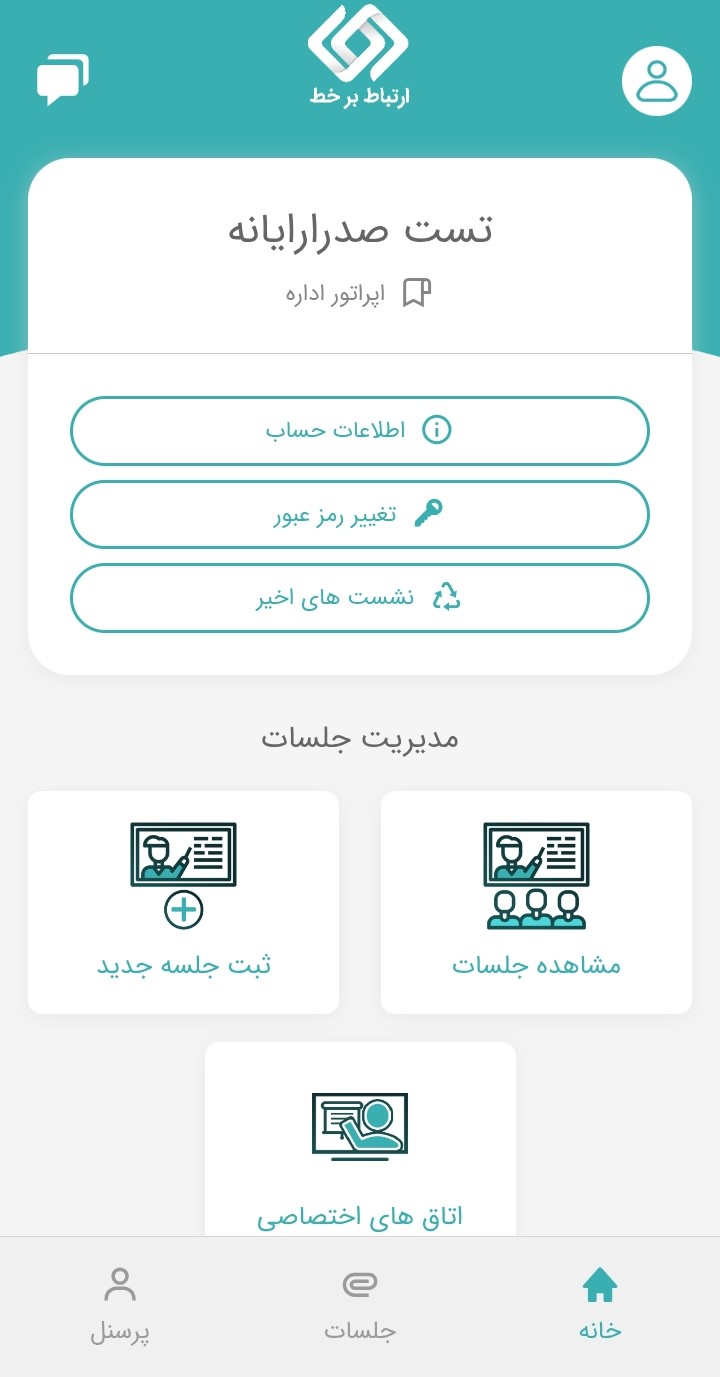 ارتباط بر خط
تست صدرارایانه
اپراتور اداره
اطلاعات حساب
تغییر رمز عبور
نشست های اخیر
مدیریت جلسات
مشاهده جلسات
ثبت جلسه جدید
اتاق های اختصاصی
خانه
جلسات
پرسنل